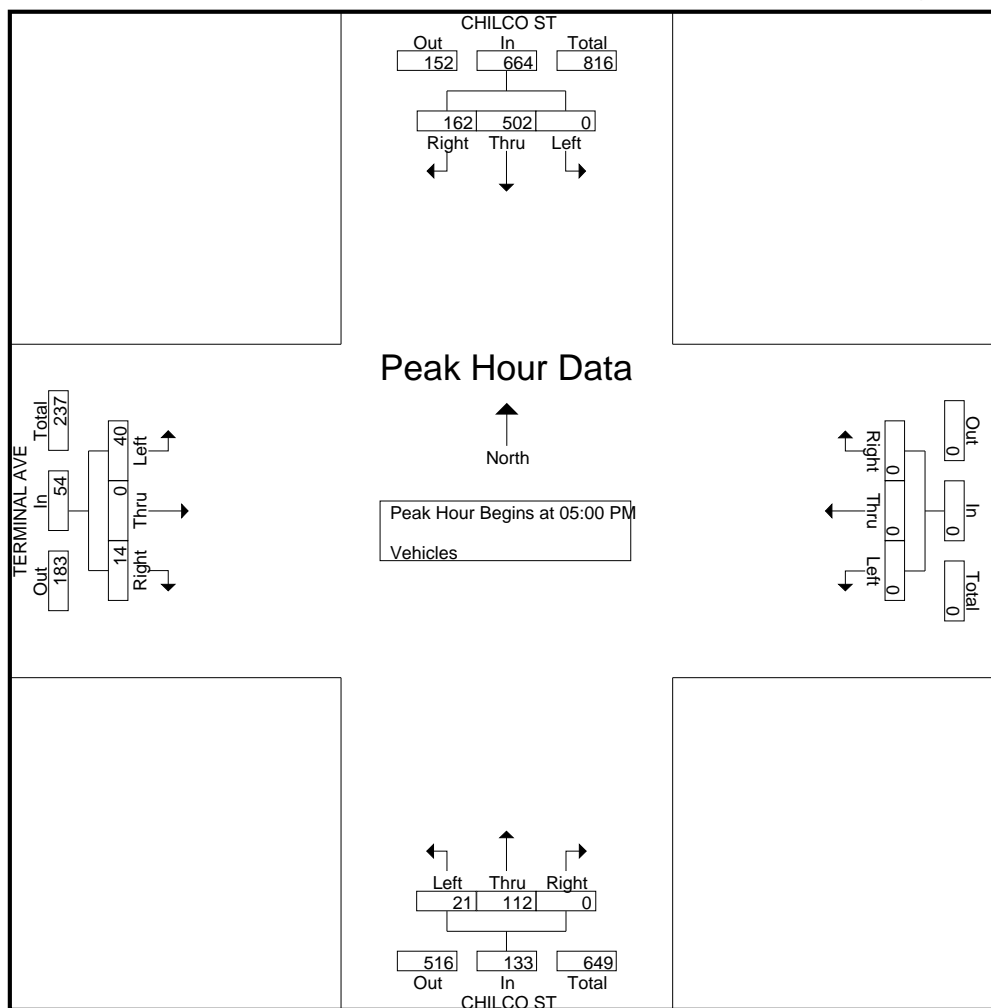 CHILCO ST
Out In Total
152 664 816
162 502 0
Right Thru Left
Peak Hour Data
North
Peak Hour Begins at 05:00 PM
Vehicles
TERMINAL AVE
Out In Total
183 54 237
40 0 14
Left Thru Right
Right Thru Left
0 0 0
Out In Total
0 0 0
Left Thru Right
21 112 0
516 133 649
Out In Total
CHILCO ST